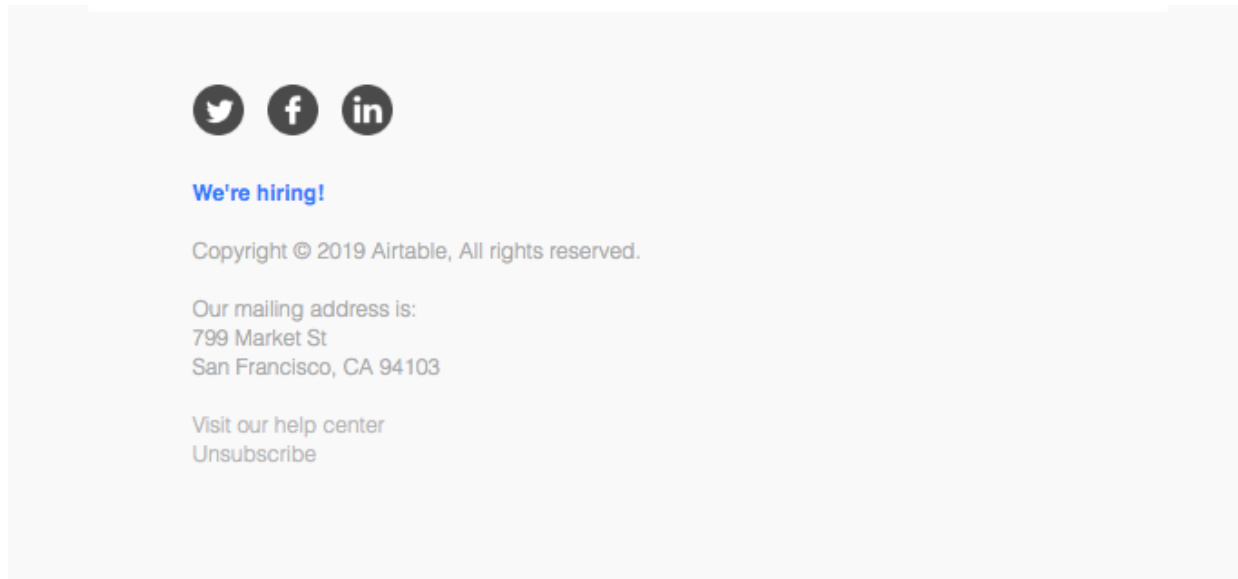 We're hiring!
Copyright © 2019 Airtable, All rights reserved.
Our mailing address is:
799 Market St
San Francisco, CA 94103
Visit our help center
Unsubscribe